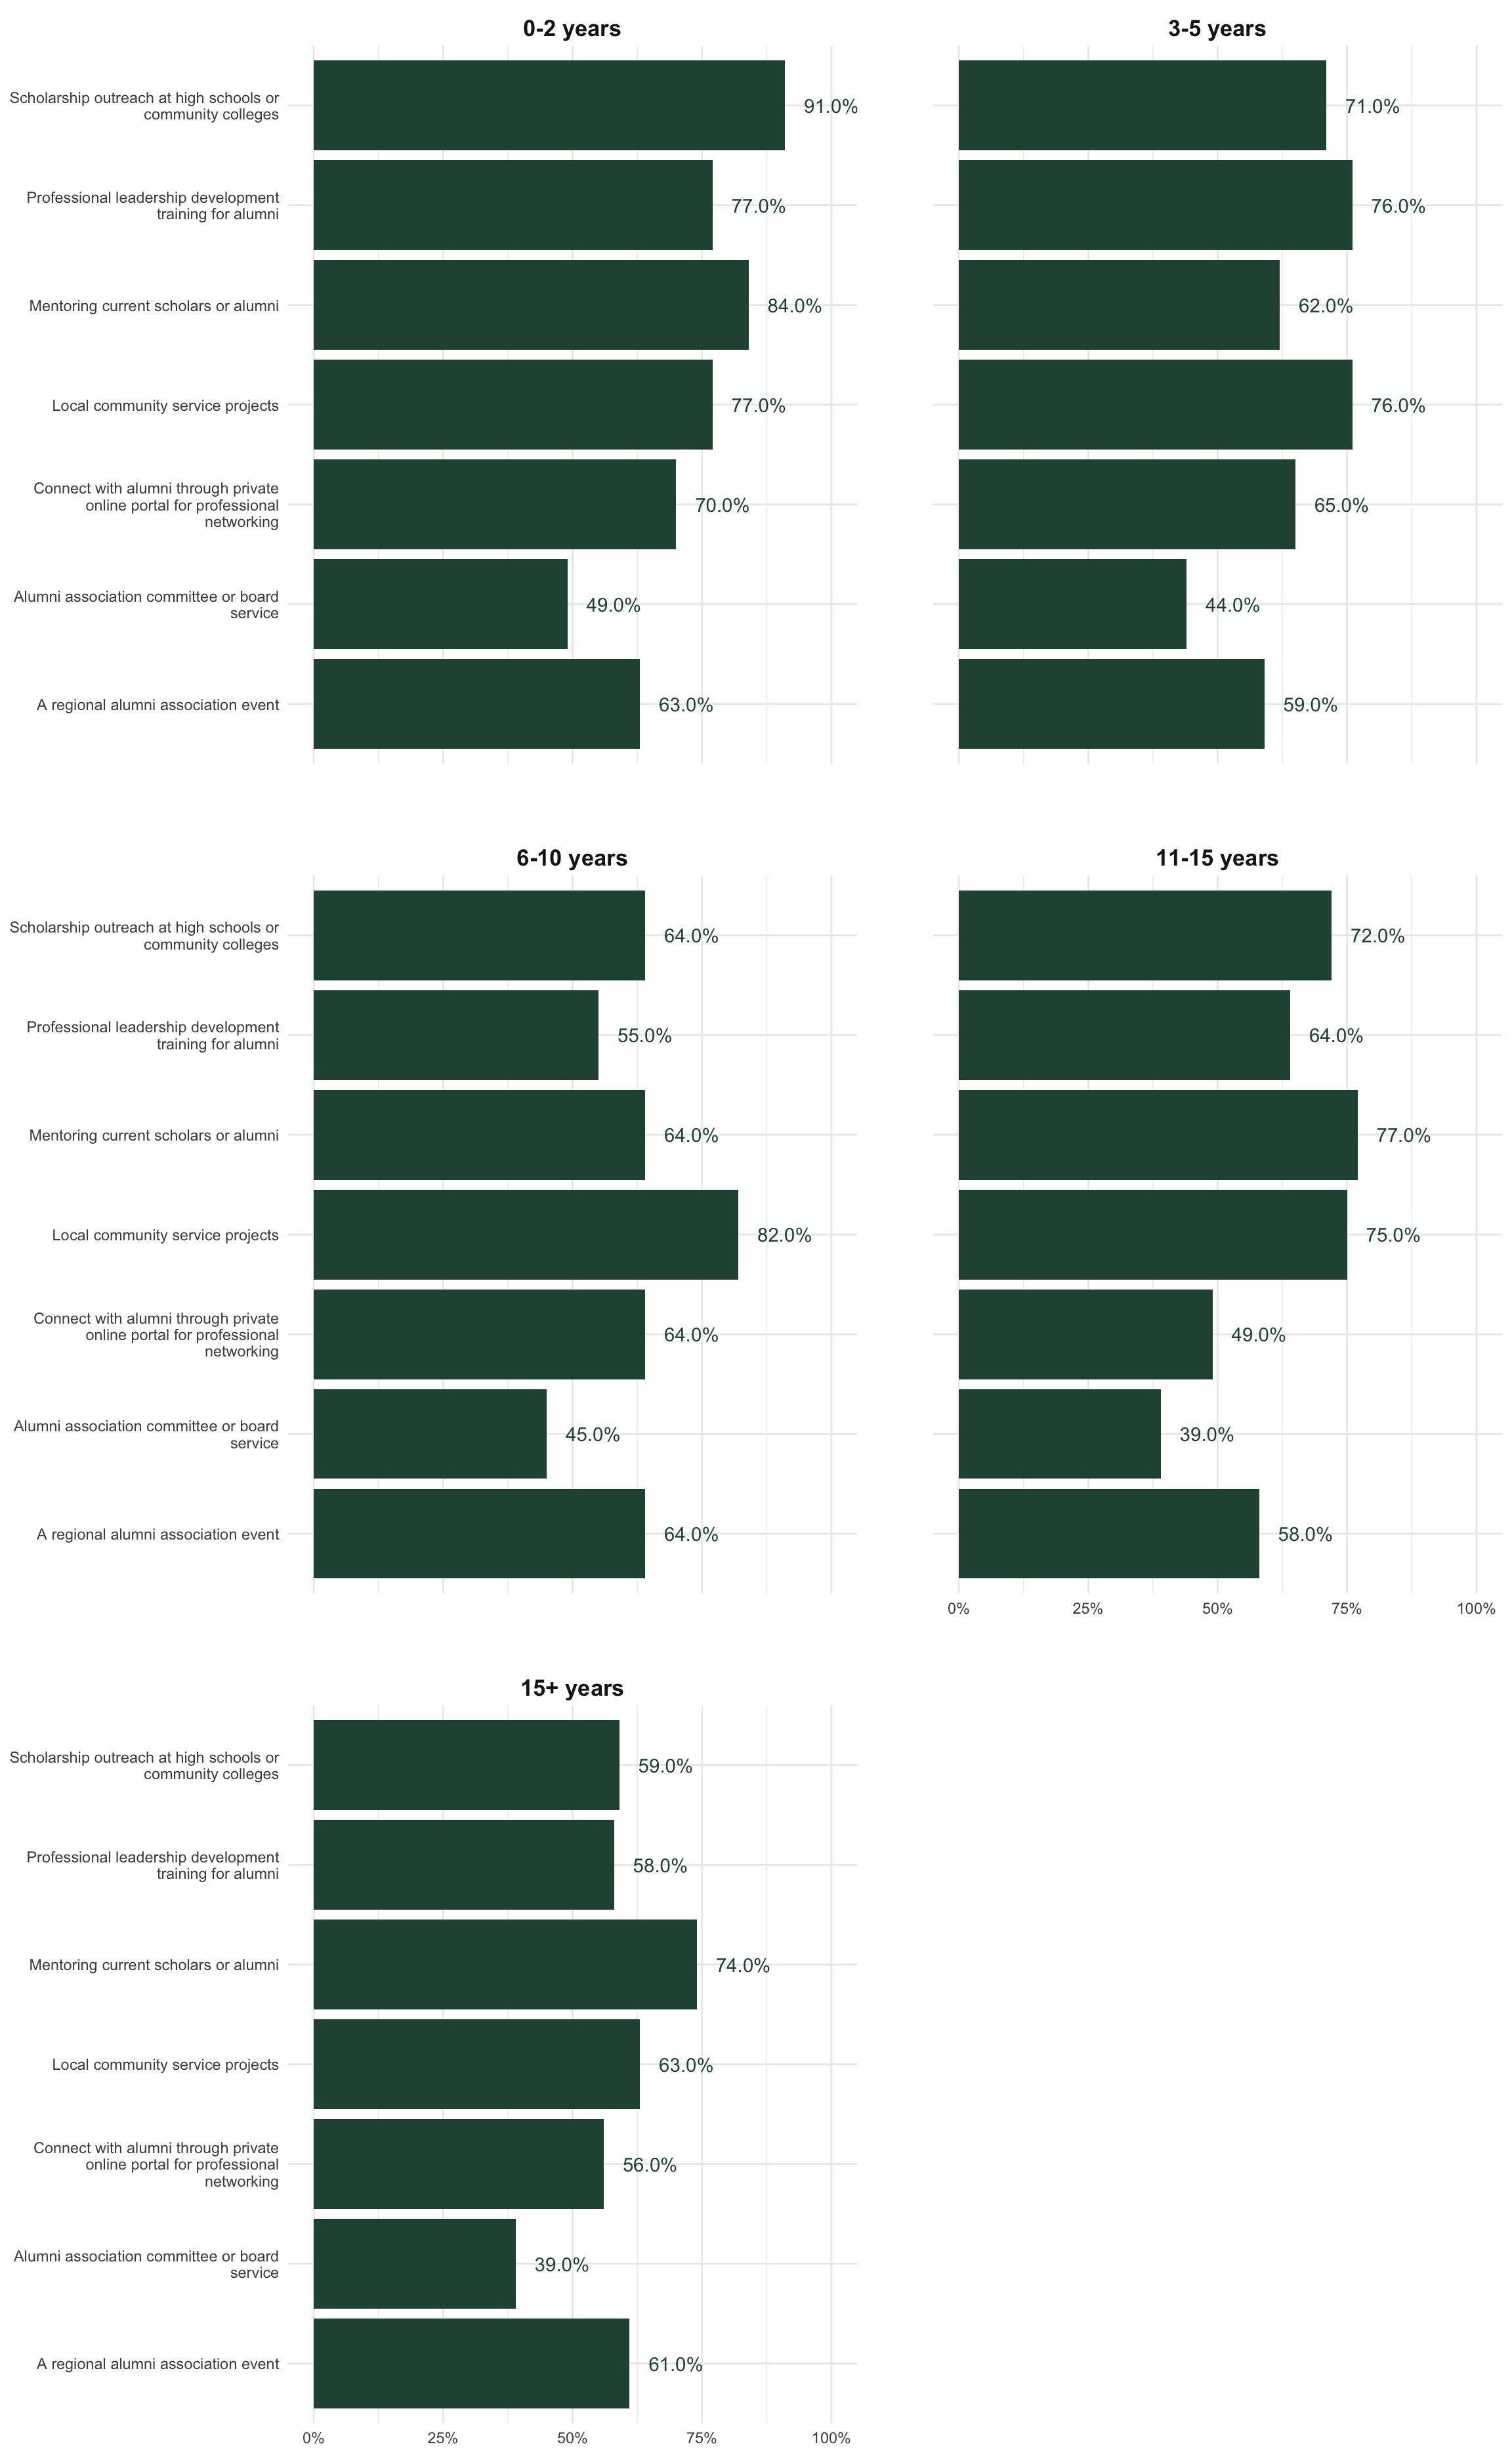 0-2 years
3-5 years
Scholarship outreach at high schools or
community colleges
91.0%
71.0%
Professional leadership development
training for alumni
77.0%
76.0%
Mentoring current scholars or alumni
84.0%
62.0%
Local community service projects
77.0%
76.0%
Connect with alumni through private
online portal for professional
networking
70.0%
65.0%
Alumni association committee or board
service
49.0%
44.0%
A regional alumni association event
63.0%
59.0%
6-10 years
11-15 years
Scholarship outreach at high schools or
community colleges
64.0%
72.0%
Professional leadership development
training for alumni
55.0%
64.0%
Mentoring current scholars or alumni
64.0%
77.0%
Local community service projects
82.0%
75.0%
Connect with alumni through private
online portal for professional
networking
64.0%
49.0%
Alumni association committee or board
service
45.0%
39.0%
A regional alumni association event
64.0%
58.0%
0% 25% 50% 75% 100%
15+ years
Scholarship outreach at high schools or
community colleges
59.0%
Professional leadership development
training for alumni
58.0%
Mentoring current scholars or alumni
74.0%
Local community service projects
63.0%
Connect with alumni through private
online portal for professional
networking
56.0%
Alumni association committee or board
service
39.0%
A regional alumni association event
61.0%
0% 25% 50% 75% 100%